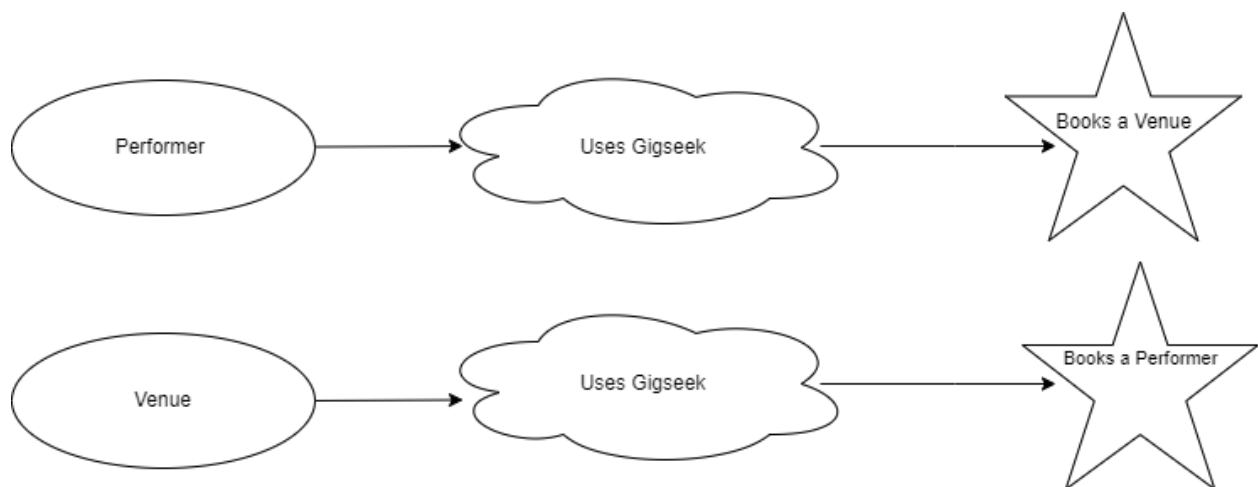 Performer
Uses Gigseek
Books a Venue
Venue
Uses Gigseek
Books a Performer